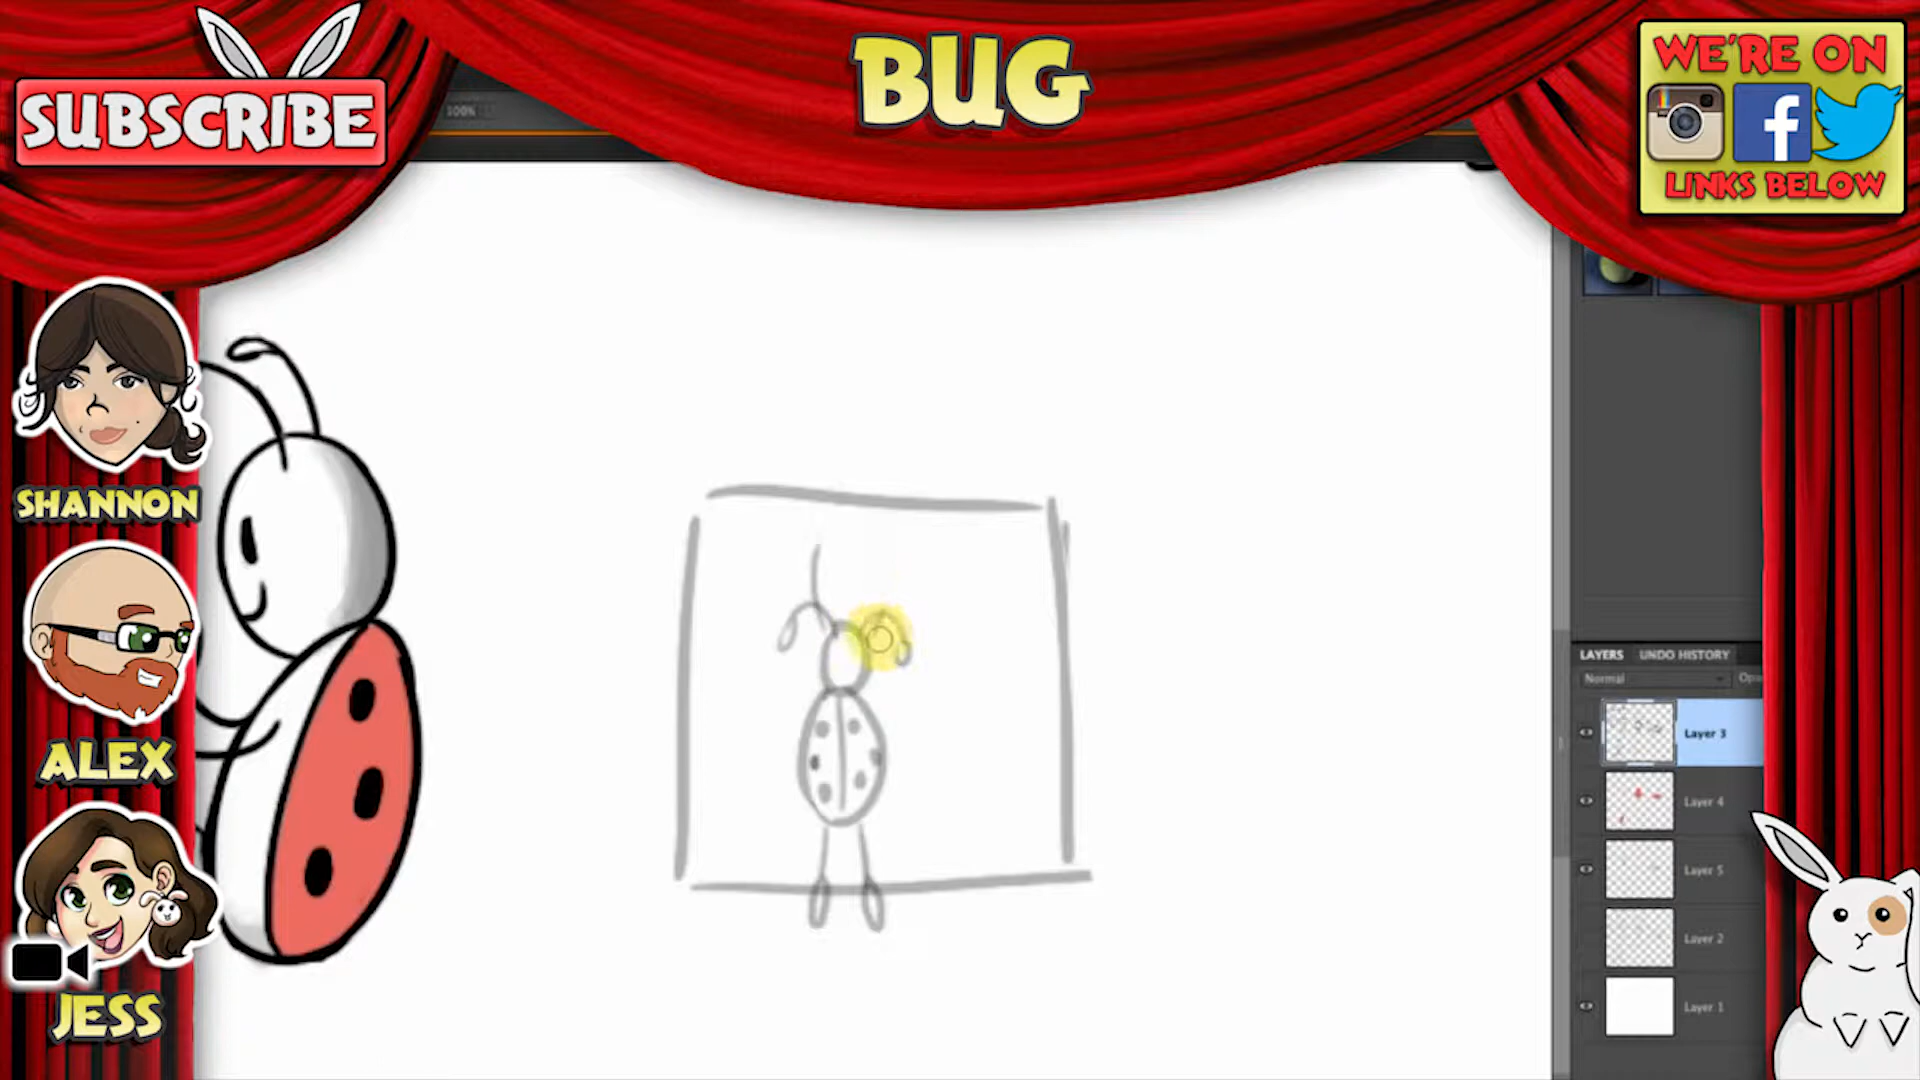 BUG
SUBSCRIBE
WE'RE ON
f
LINKS BELOW
100%
SHANNON
ALEX
JESS
LAYERS UNDO HISTORY
Normal
Layer 3
Layer 4
Layer 5
Layer 2
Layer 1